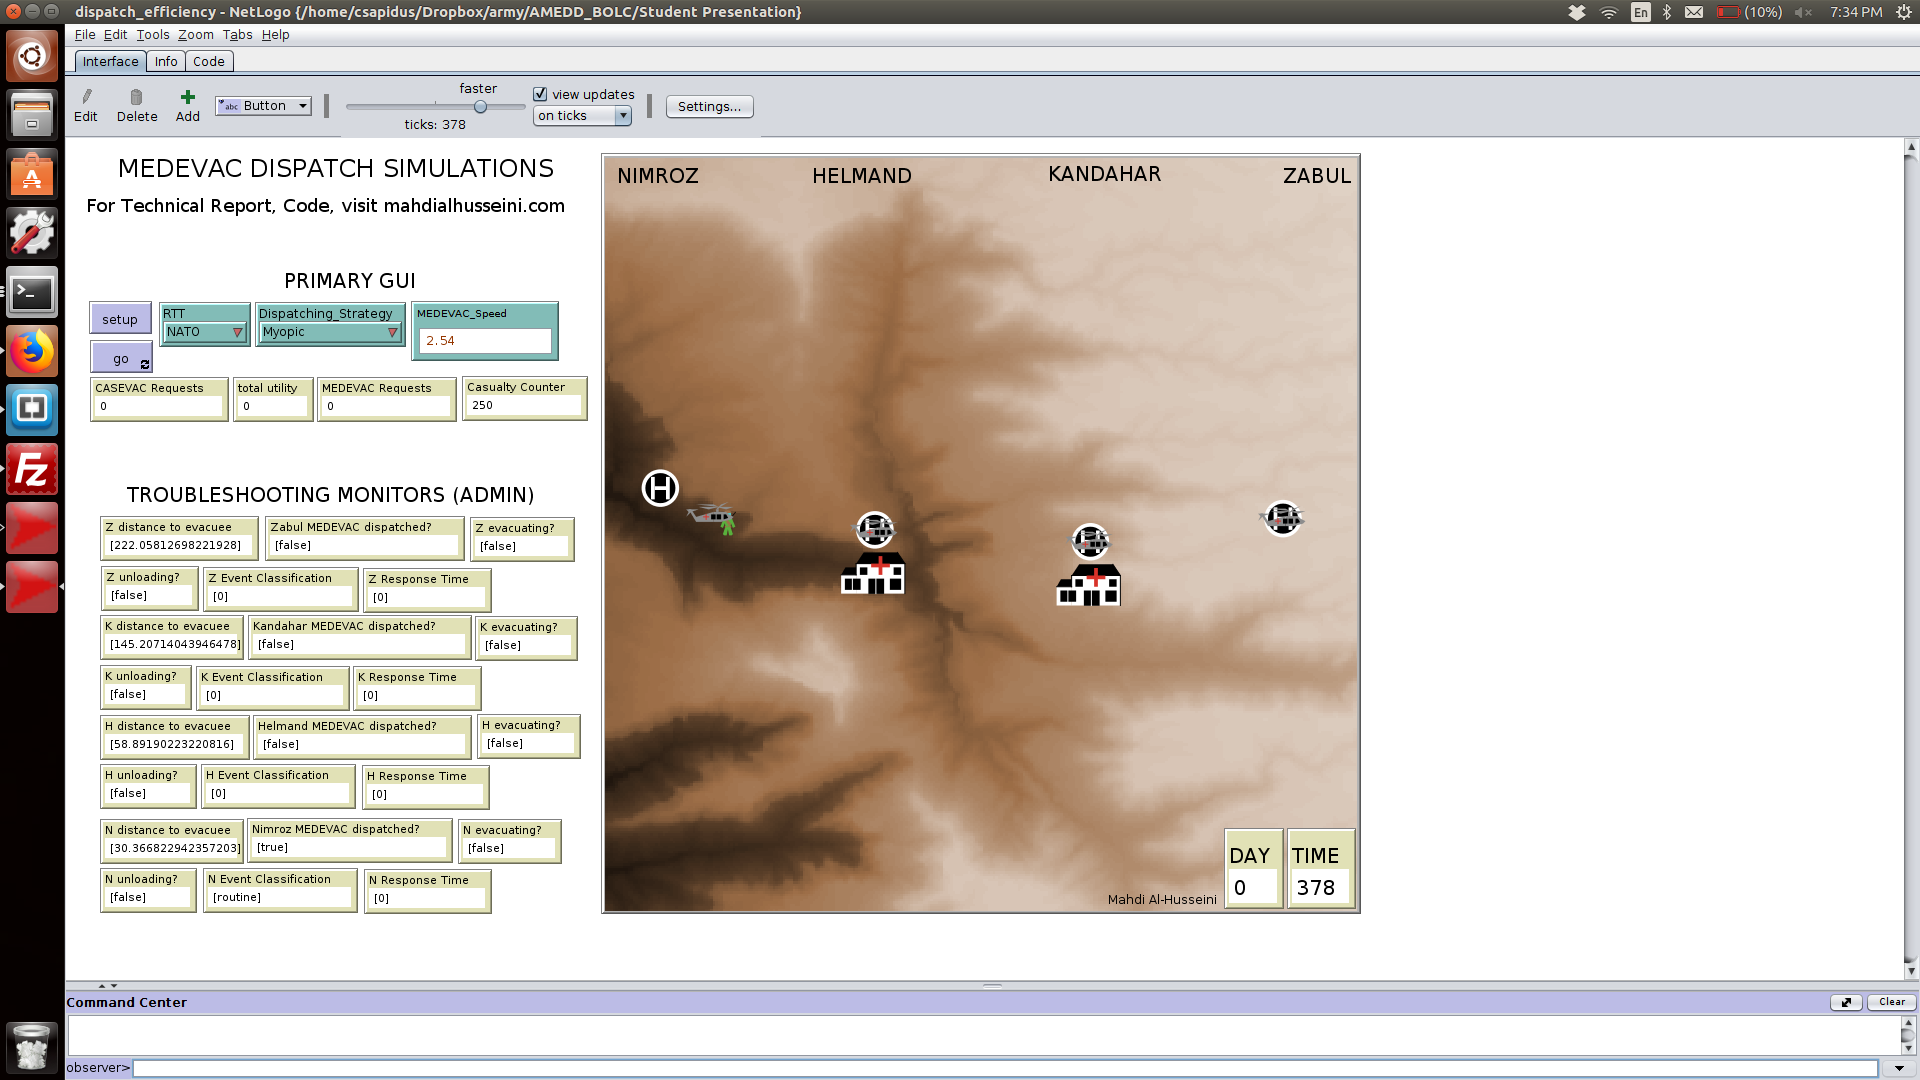 dispatch_efficiency - NetLogo {/home/csapidus/Dropbox/army/AMEDD_BOLC/Student Presentation}
En
(10%)
7:34 PM
File Edit Tools Zoom Tabs Help
Interface Info Code
Edit
Delete
Add
abc Button
faster
ticks: 378
view updates
on ticks
Settings...
MEDEVAC DISPATCH SIMULATIONS
For Technical Report, Code, visit mahdialhusseini.com
PRIMARY GUI
setup
go
RTT
NATO
Dispatching_Strategy
Myopic
MEDEVAC_Speed
2.54
CASEVAC Requests
0
total utility
0
MEDEVAC Requests
0
Casualty Counter
250
TROUBLESHOOTING MONITORS (ADMIN)
Z distance to evacuee
[222.05812698221928]
Zabul MEDEVAC dispatched?
[false]
Z evacuating?
[false]
Z unloading?
[false]
Z Event Classification
[0]
Z Response Time
[0]
K distance to evacuee
[145.20714043946478]
Kandahar MEDEVAC dispatched?
[false]
K evacuating?
[false]
K unloading?
[false]
K Event Classification
[0]
K Response Time
[0]
H distance to evacuee
[58.89190223220816]
Helmand MEDEVAC dispatched?
[false]
H evacuating?
[false]
H unloading?
[false]
H Event Classification
[0]
H Response Time
[0]
N distance to evacuee
[30.366822942357203]
Nimroz MEDEVAC dispatched?
[true]
N evacuating?
[false]
N unloading?
[false]
N Event Classification
[routine]
N Response Time
[0]
NIMROZ HELMAND KANDAHAR ZABUL
H
H
H
H
Mahdi Al-Husseini
DAY
0
TIME
378
Fz
Command Center
Clear
observer>